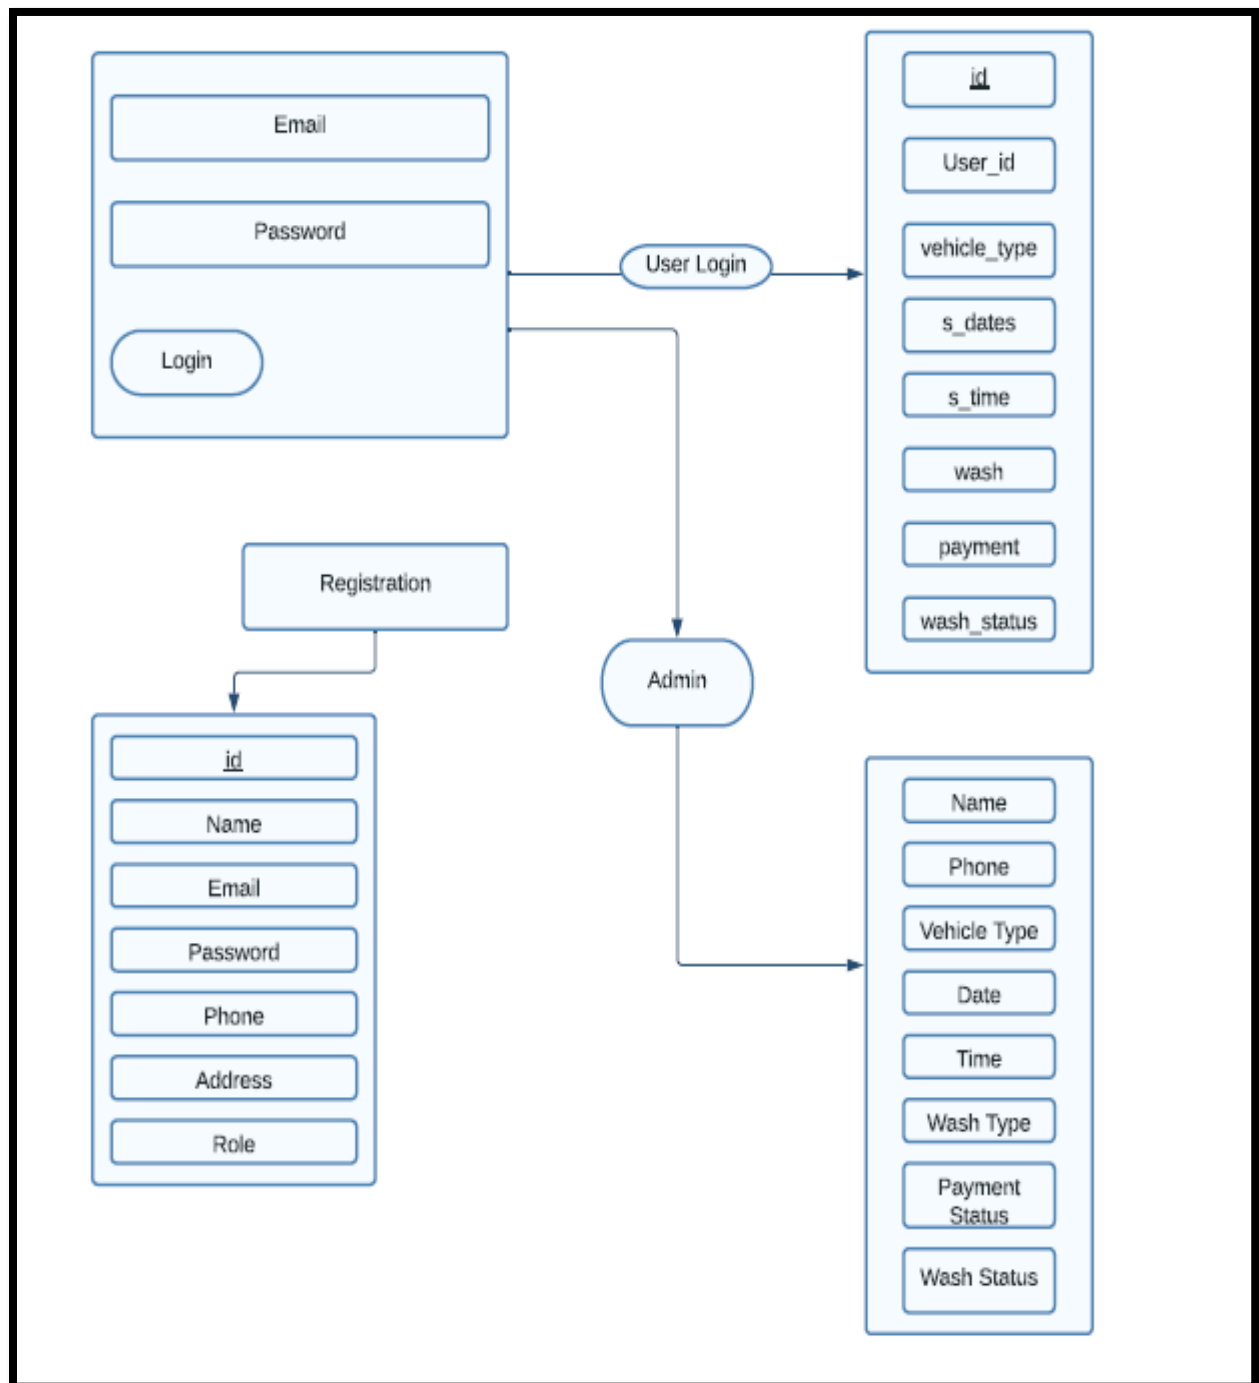 Email
Password
Login
User Login
id
User_id
vehicle_type
s_dates
s_time
wash
payment
wash_status
Registration
id
Name
Email
Password
Phone
Address
Role
Admin
Name
Phone
Vehicle Type
Date
Time
Wash Type
Payment
Status
Wash Status